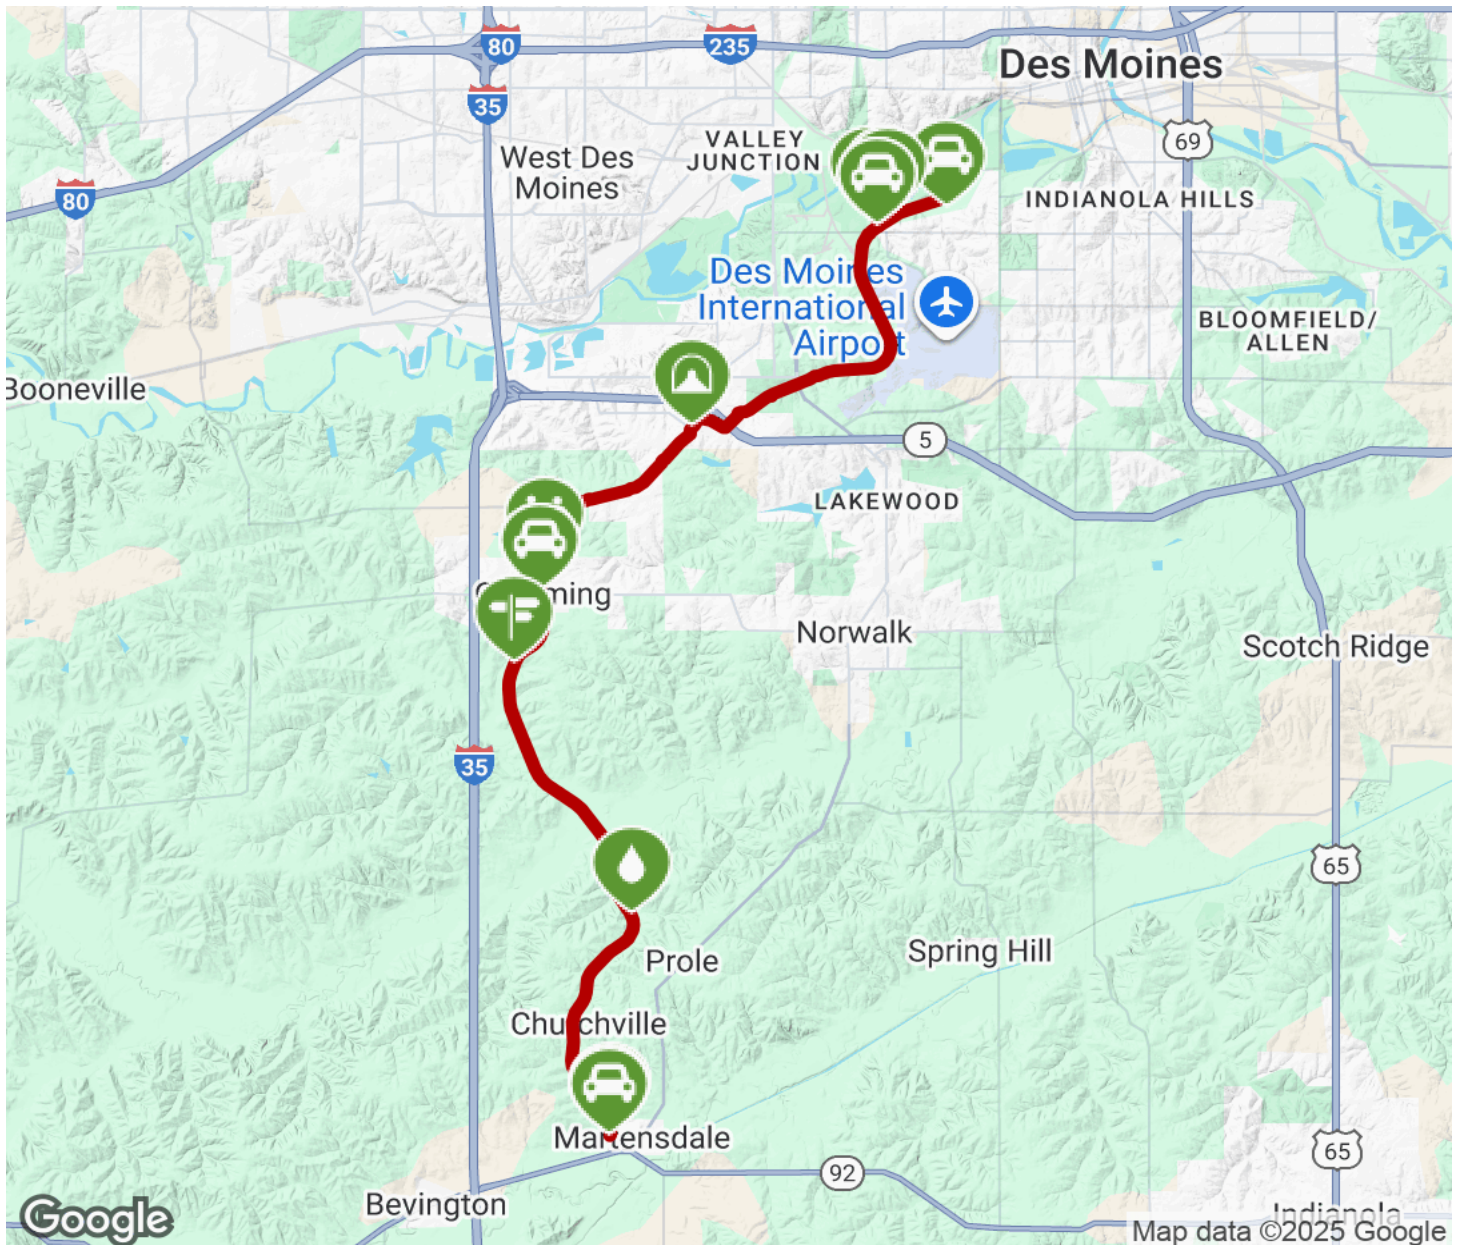 80
235
Des Moines
35
VALLEY
JUNCTION
69
West Des
Moines
80
INDIANOLA HILLS
Des Moines
International
Airport
BLOOMFIELD/
ALLEN
Booneville
5
LAKEWOOD
ming
Norwalk
Scotch Ridge
35
65
Spring Hill
Prole
Churchville
Martensdale
65
92
Bevington
Indianola
Google
Map data ©2025 Google